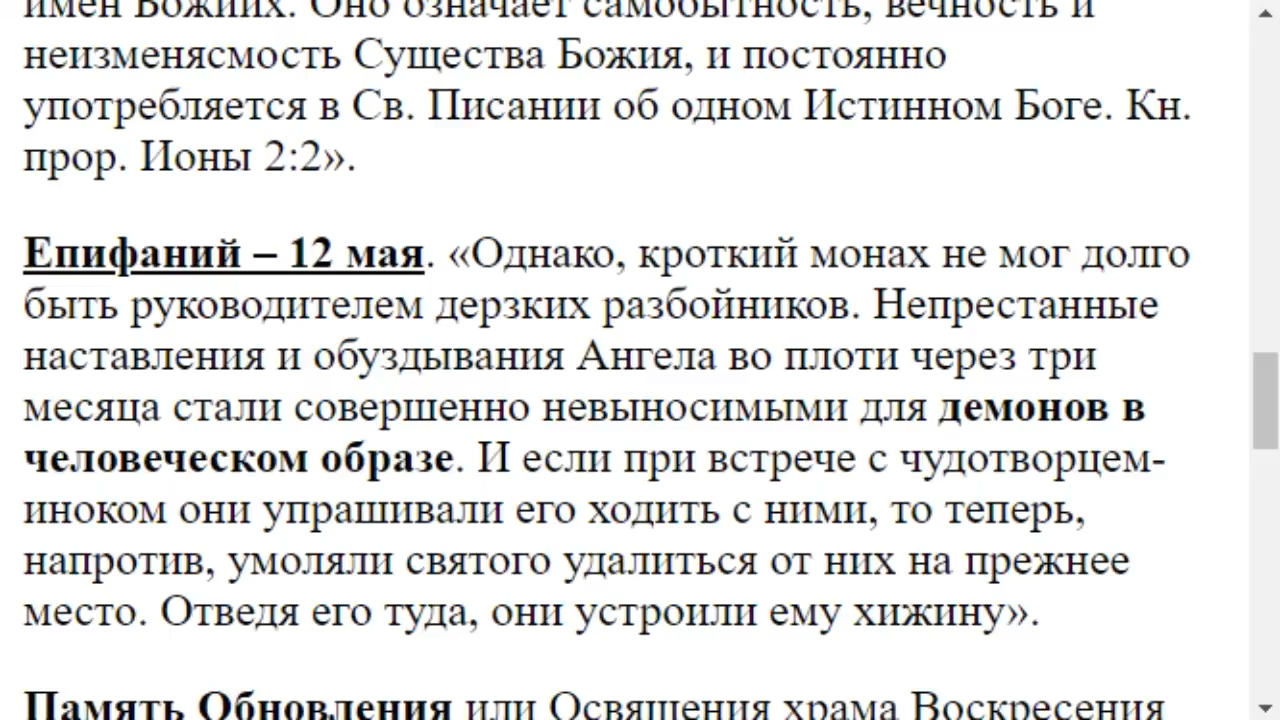 имен Божиих. Оно означает самобытность, вечность и
неизменясмость Существа Божия, и постоянно
употребляется в Св. Писании об одном Истинном Боге. Кн.
прор. Ионы 2:2».
Епифаний – 12 мая. «Однако, кроткий монах не мог долго
быть руководителем дерзких разбойников. Непрестанные
наставления и обуздывания Ангела во плоти через три
месяца стали совершенно невыносимыми для демонов в
человеческом образе. И если при встрече с чудотворцем-
иноком они упрашивали его ходить с ними, то теперь,
напротив, умоляли святого удалиться от них на прежнее
место. Отведя его туда, они устроили ему хижину».
Память Обновления или Освящения храма Воскресения